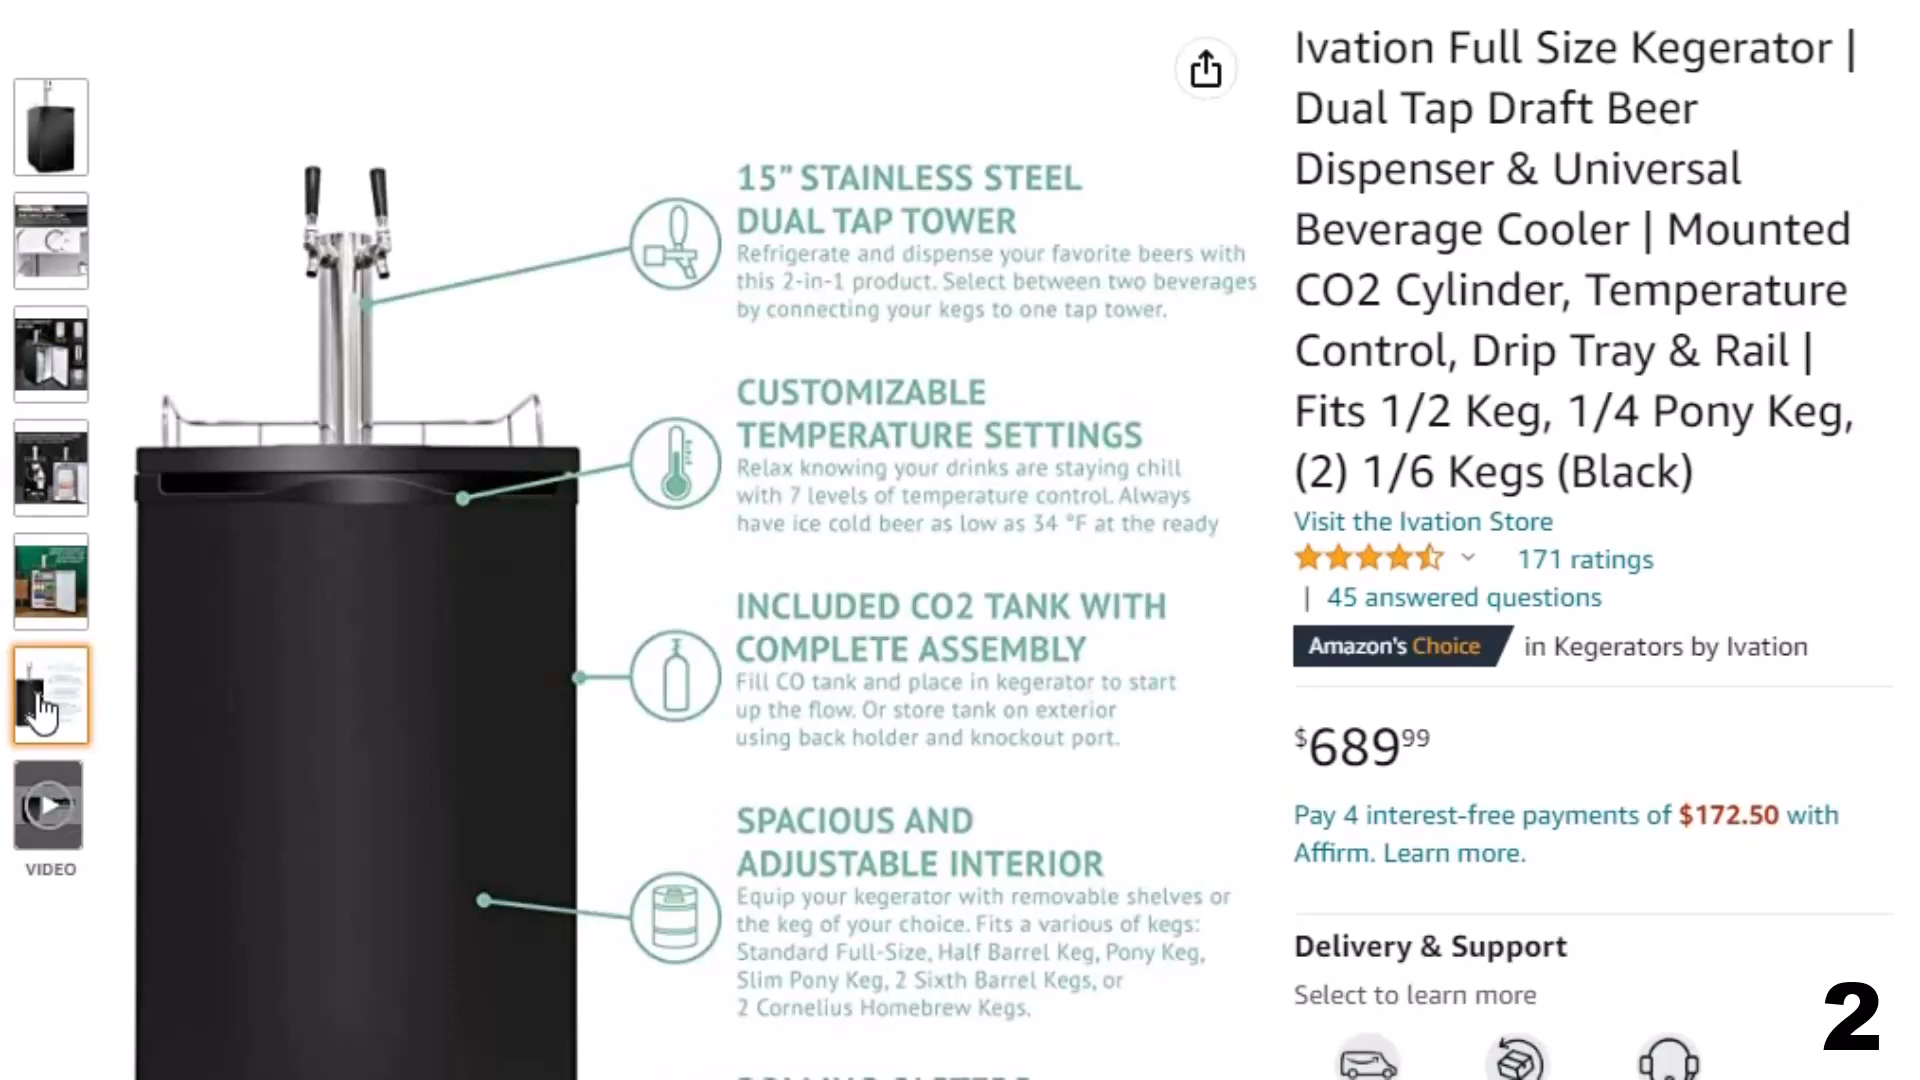 15” STAINLESS STEEL
DUAL TAP TOWER
Refrigerate and dispense your favorite beers with
this 2-in-1 product. Select between two beverages
by connecting your kegs to one tap tower.
CUSTOMIZABLE
TEMPERATURE SETTINGS
Relax knowing your drinks are staying chill
with 7 levels of temperature control. Always
have ice cold beer as low as 34 °F at the ready
INCLUDED CO2 TANK WITH
COMPLETE ASSEMBLY
Fill CO tank and place in kegerator to start
up the flow. Or store tank on exterior
using back holder and knockout port.
SPACIOUS AND
ADJUSTABLE INTERIOR
Equip your kegerator with removable shelves or
the keg of your choice. Fits a various of kegs:
Standard Full-Size, Half Barrel Keg, Pony Keg,
Slim Pony Keg, 2 Sixth Barrel Kegs, or
2 Cornelius Homebrew Kegs.
VIDEO
Ivation Full Size Kegerator |
Dual Tap Draft Beer
Dispenser & Universal
Beverage Cooler | Mounted
CO2 Cylinder, Temperature
Control, Drip Tray & Rail |
Fits 1/2 Keg, 1/4 Pony Keg,
(2) 1/6 Kegs (Black)
Visit the Ivation Store
171 ratings
| 45 answered questions
Amazon's Choice in Kegerators by Ivation
$689.99
Pay 4 interest-free payments of $172.50 with
Affirm. Learn more.
Delivery & Support
Select to learn more
2